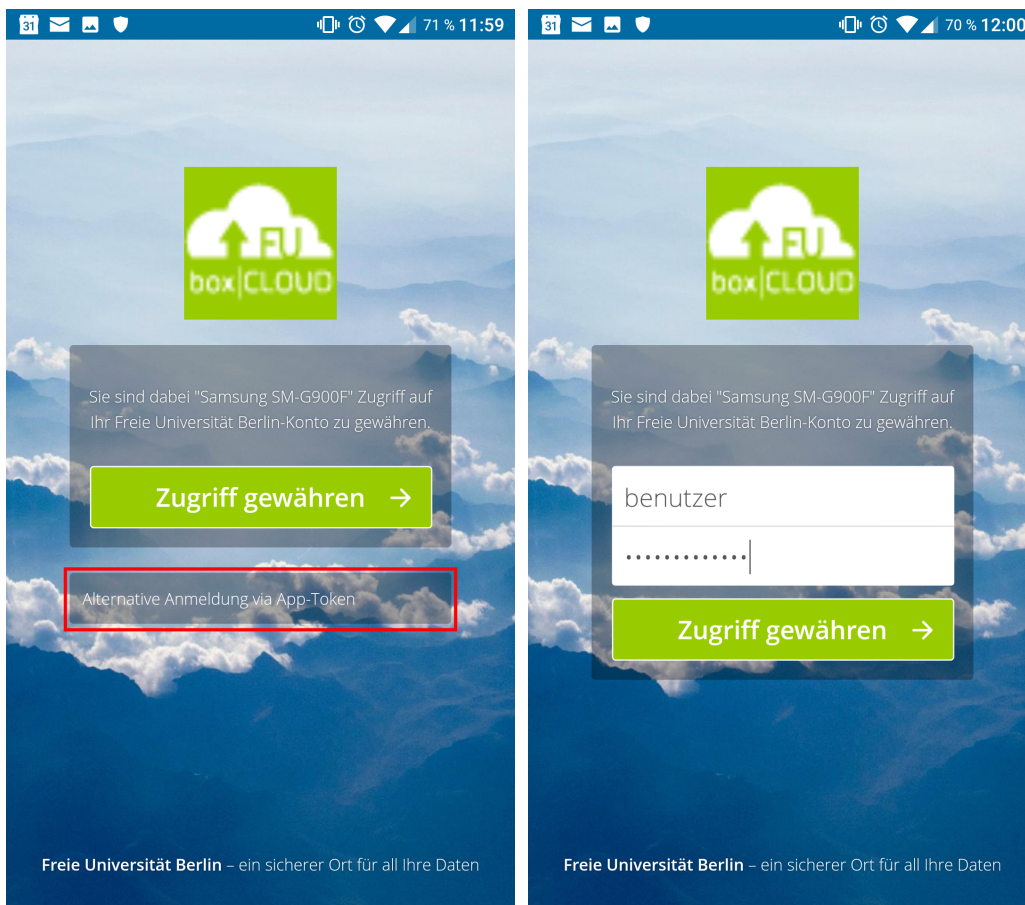 31
71 % 11:59
FU
box|CLOUD
Sie sind dabei "Samsung SM-G900F" Zugriff auf
Ihr Freie Universität Berlin-Konto zu gewähren.
Zugriff gewähren
Alternative Anmeldung via App-Token
Freie Universität Berlin – ein sicherer Ort für all Ihre Daten
31
70 % 12:00
FU
box|CLOUD
Sie sind dabei "Samsung SM-G900F" Zugriff auf
Ihr Freie Universität Berlin-Konto zu gewähren.
benutzer
•••••••••••••
Zugriff gewähren
Freie Universität Berlin – ein sicherer Ort für all Ihre Daten